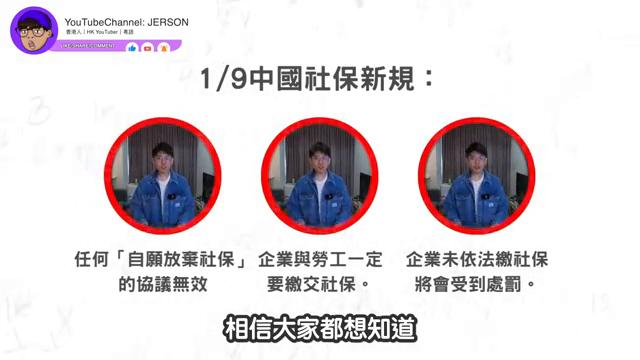 YouTubeChannel: JERSON
香港人｜HK YouTuber｜粵語
LIKE/SHARE/COMMENT
1/9中國社保新規：
任何「自願放棄社保」
的協議無效
企業與勞工一定
要繳交社保。
企業未依法繳社保
將會受到處罰。
相信大家都想知道